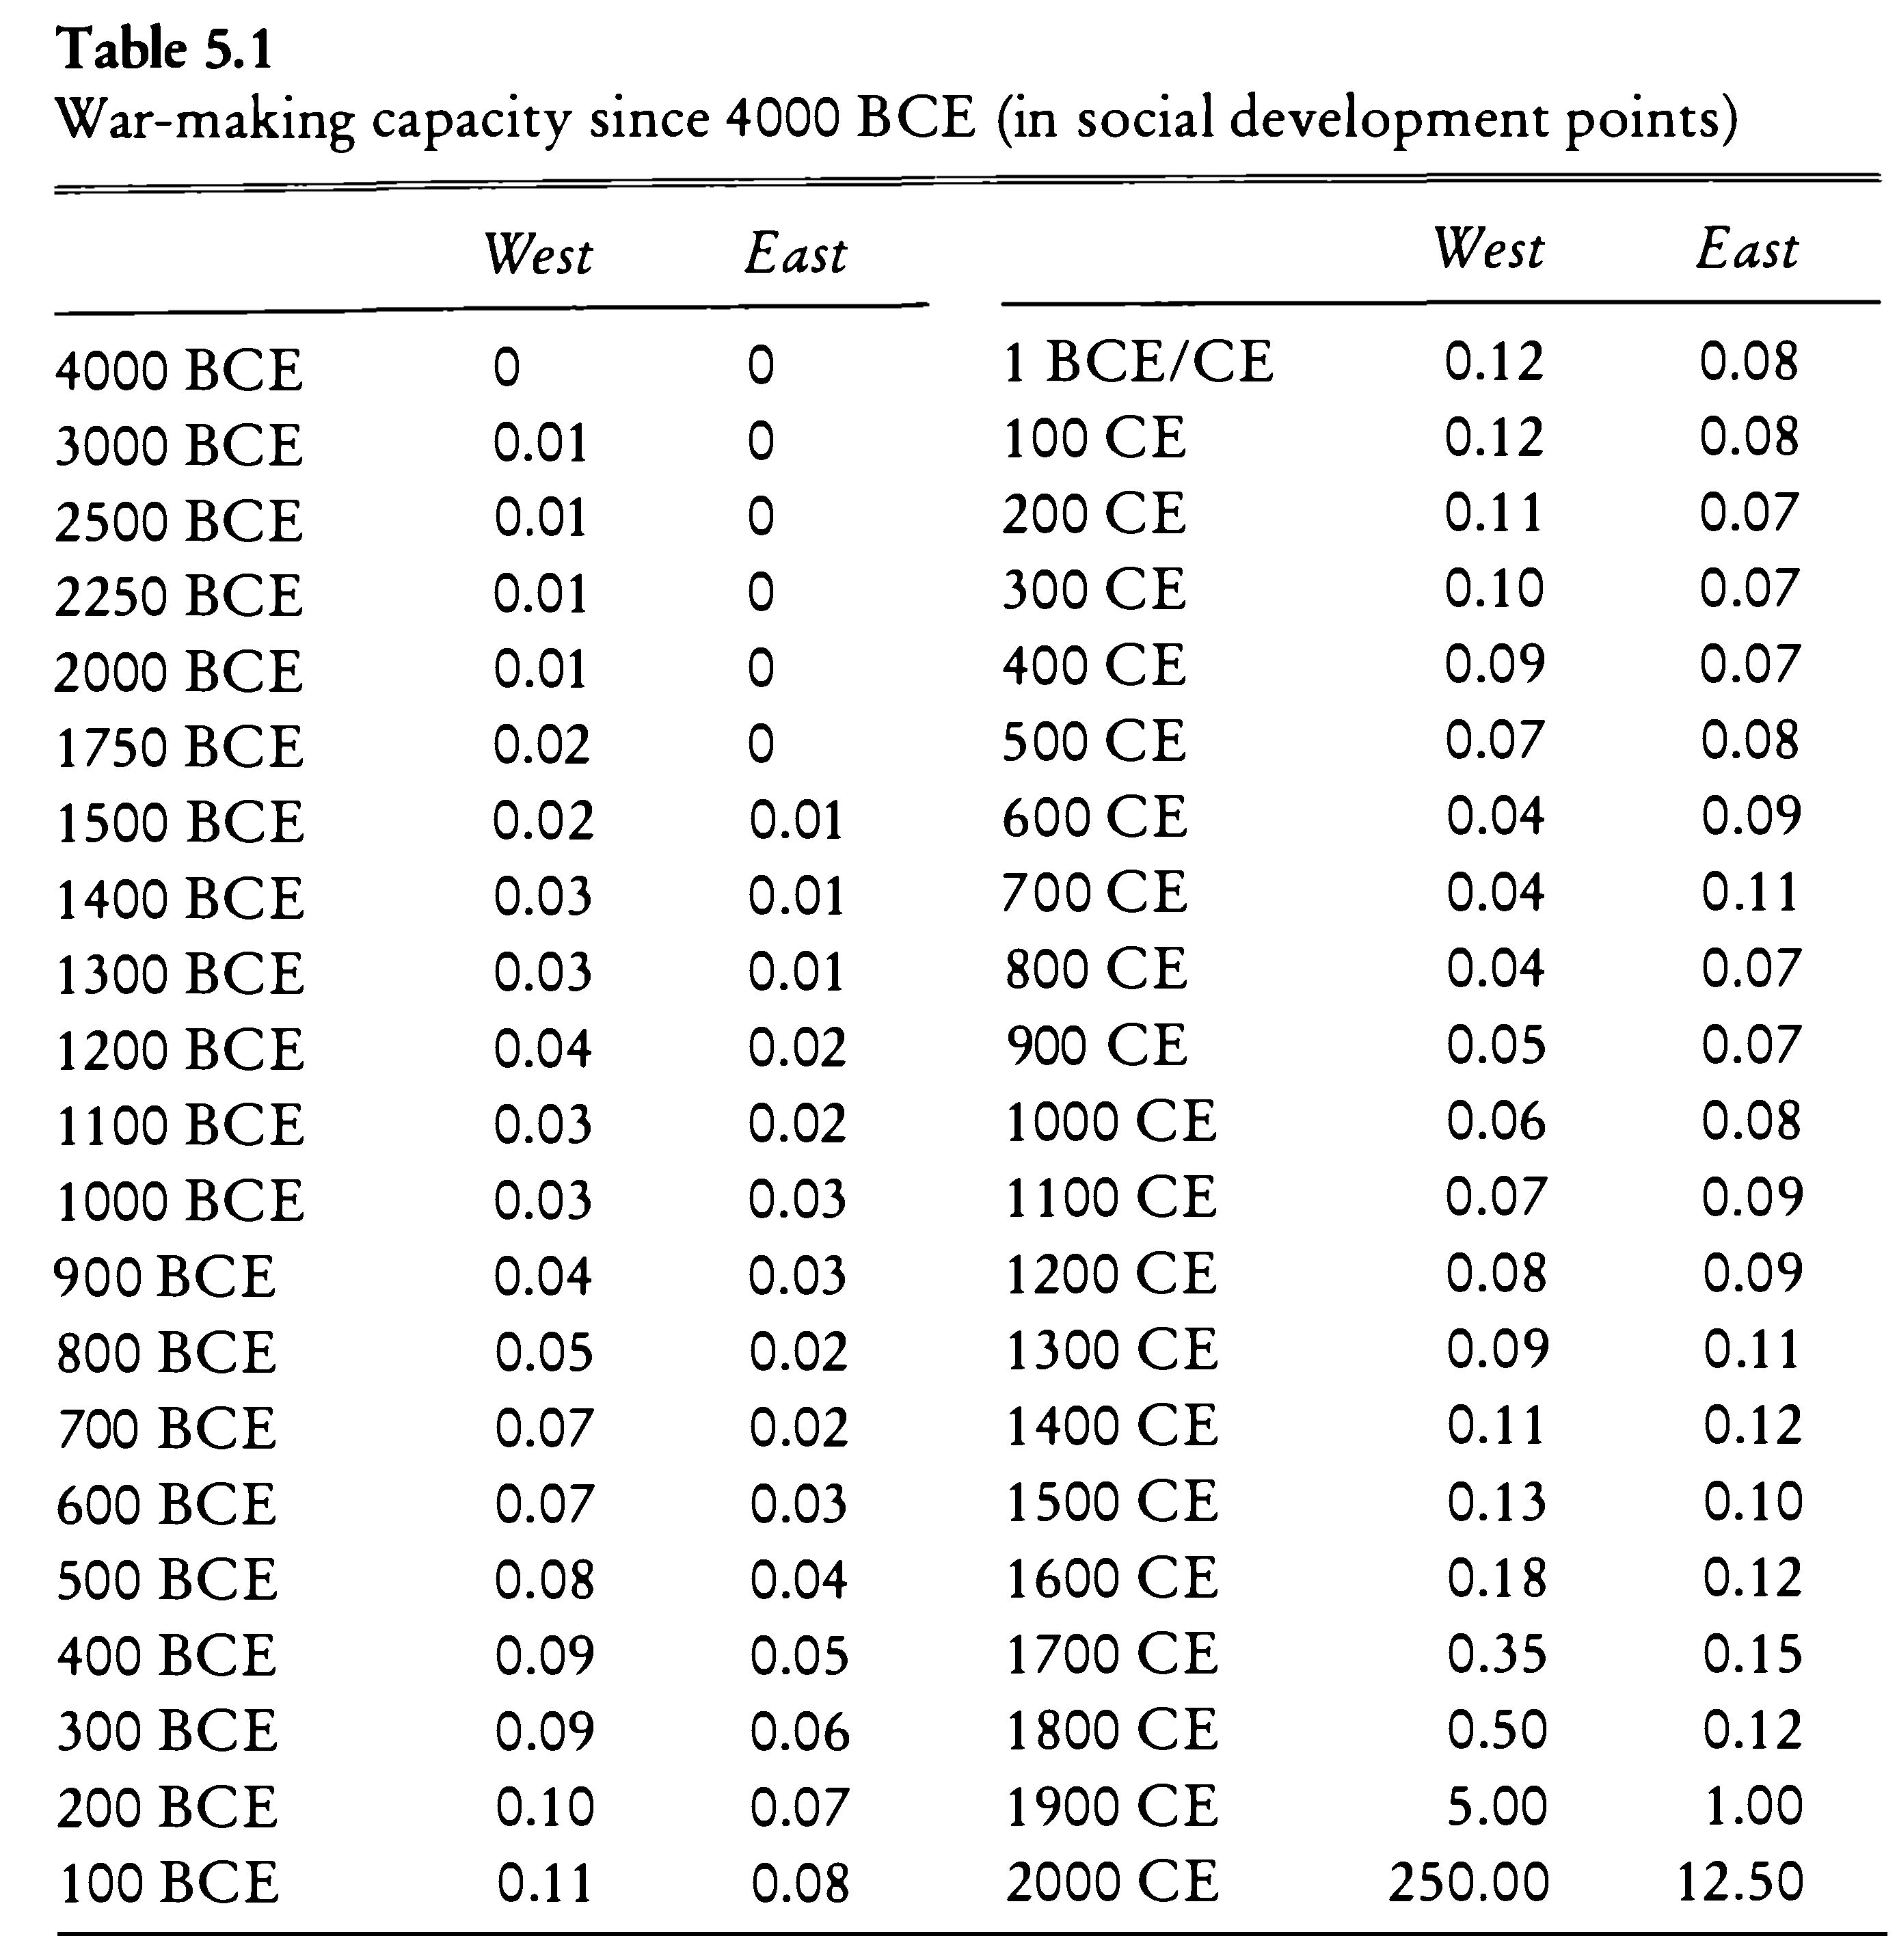 Table 5.1
War-making capacity since 4000 BCE (in social development points)
West East West East
4000 BCE 0 0 1 BCE/CE 0.12 0.08
3000 BCE 0.01 0 100 CE 0.12 0.08
2500 BCE 0.01 0 200 CE 0.11 0.07
2250 BCE 0.01 0 300 CE 0.10 0.07
2000 BCE 0.01 0 400 CE 0.09 0.07
1750 BCE 0.02 0 500 CE 0.07 0.08
1500 BCE 0.02 0.01 600 CE 0.04 0.09
1400 BCE 0.03 0.01 700 CE 0.04 0.11
1300 BCE 0.03 0.01 800 CE 0.04 0.07
1200 BCE 0.04 0.02 900 CE 0.05 0.07
1100 BCE 0.03 0.02 1000 CE 0.06 0.08
1000 BCE 0.03 0.03 1100 CE 0.07 0.09
900 BCE 0.04 0.03 1200 CE 0.08 0.09
800 BCE 0.05 0.02 1300 CE 0.09 0.11
700 BCE 0.07 0.02 1400 CE 0.11 0.12
600 BCE 0.07 0.03 1500 CE 0.13 0.10
500 BCE 0.08 0.04 1600 CE 0.18 0.12
400 BCE 0.09 0.05 1700 CE 0.35 0.15
300 BCE 0.09 0.06 1800 CE 0.50 0.12
200 BCE 0.10 0.07 1900 CE 5.00 1.00
100 BCE 0.11 0.08 2000 CE 250.00 12.50